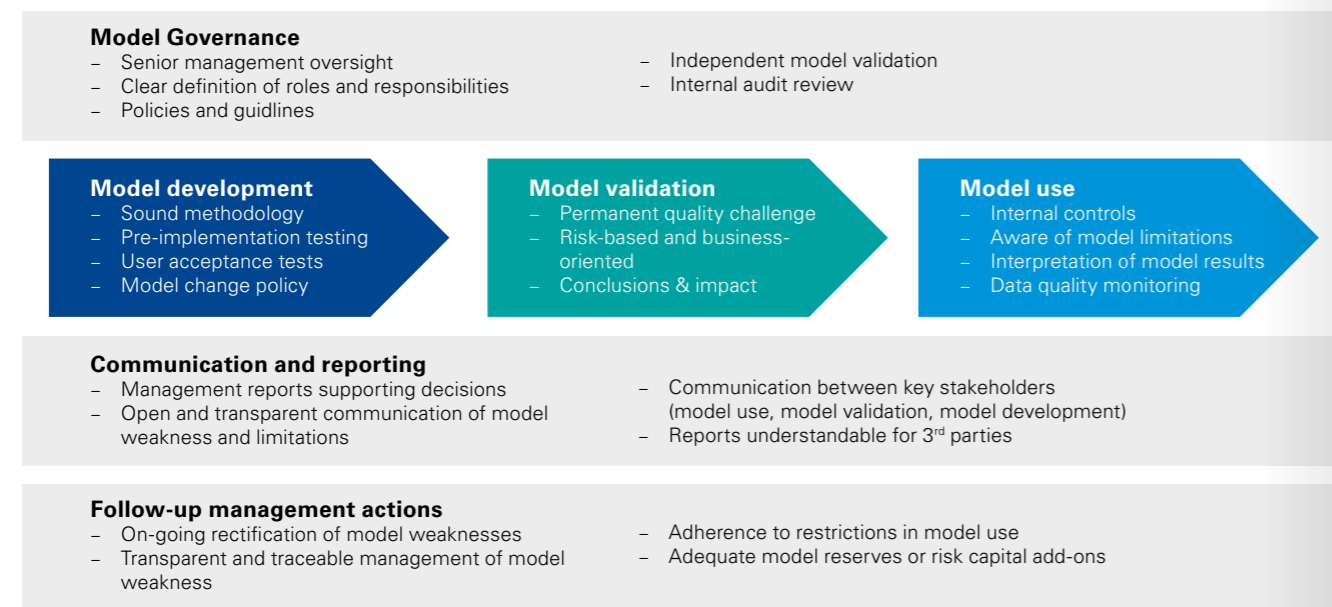 Model Governance
– Senior management oversight
– Clear definition of roles and responsibilities
– Policies and guidlines
– Independent model validation
– Internal audit review
Model development
– Sound methodology
– Pre-implementation testing
– User acceptance tests
– Model change policy
Model validation
– Permanent quality challenge
– Risk-based and business-
oriented
– Conclusions & impact
Model use
– Internal controls
– Aware of model limitations
– Interpretation of model results
– Data quality monitoring
Communication and reporting
– Management reports supporting decisions
– Open and transparent communication of model
weakness and limitations
– Communication between key stakeholders
(model use, model validation, model development)
– Reports understandable for 3rd parties
Follow-up management actions
– On-going rectification of model weaknesses
– Transparent and traceable management of model
weakness
– Adherence to restrictions in model use
– Adequate model reserves or risk capital add-ons